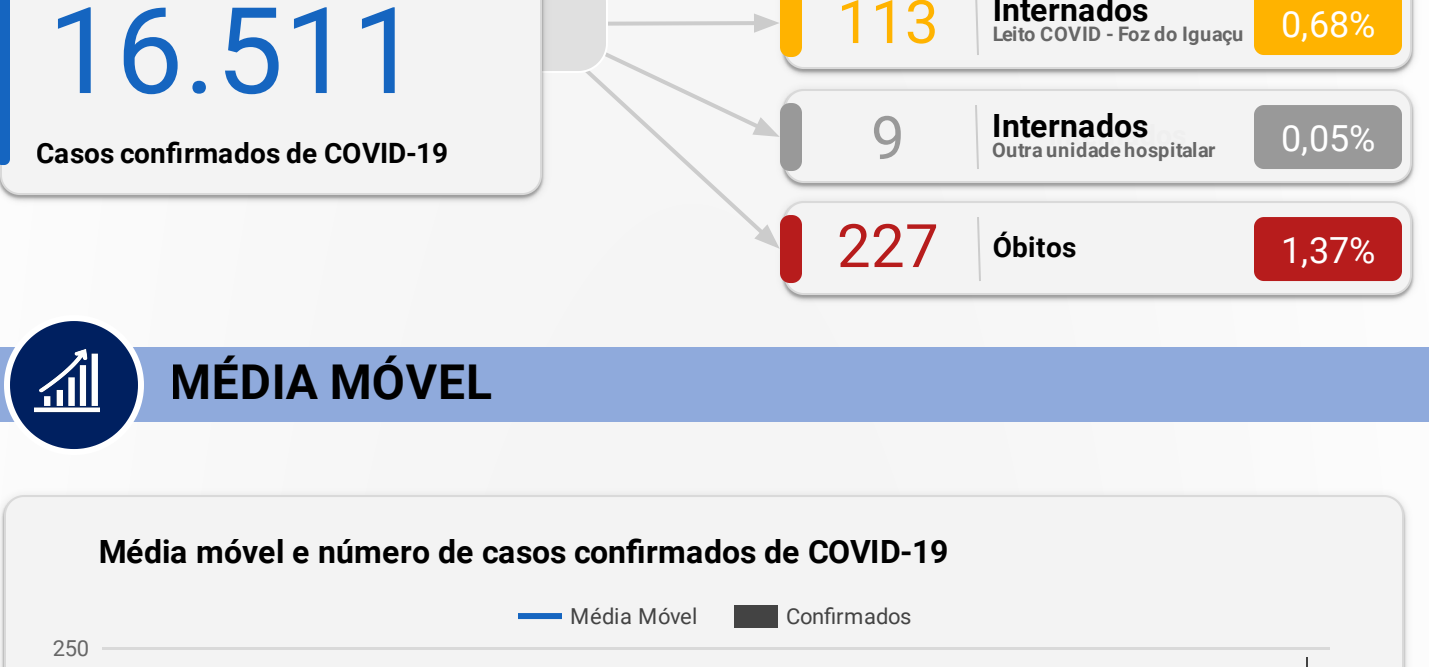 16.511
Casos confirmados de COVID-19
113
Internados
Leito COVID - Foz do Iguaçu
0,68%
9
Internados
Outra unidade hospitalar
0,05%
227
Óbitos
1,37%
MÉDIA MÓVEL
Média móvel e número de casos confirmados de COVID-19
Média Móvel
Confirmados
250